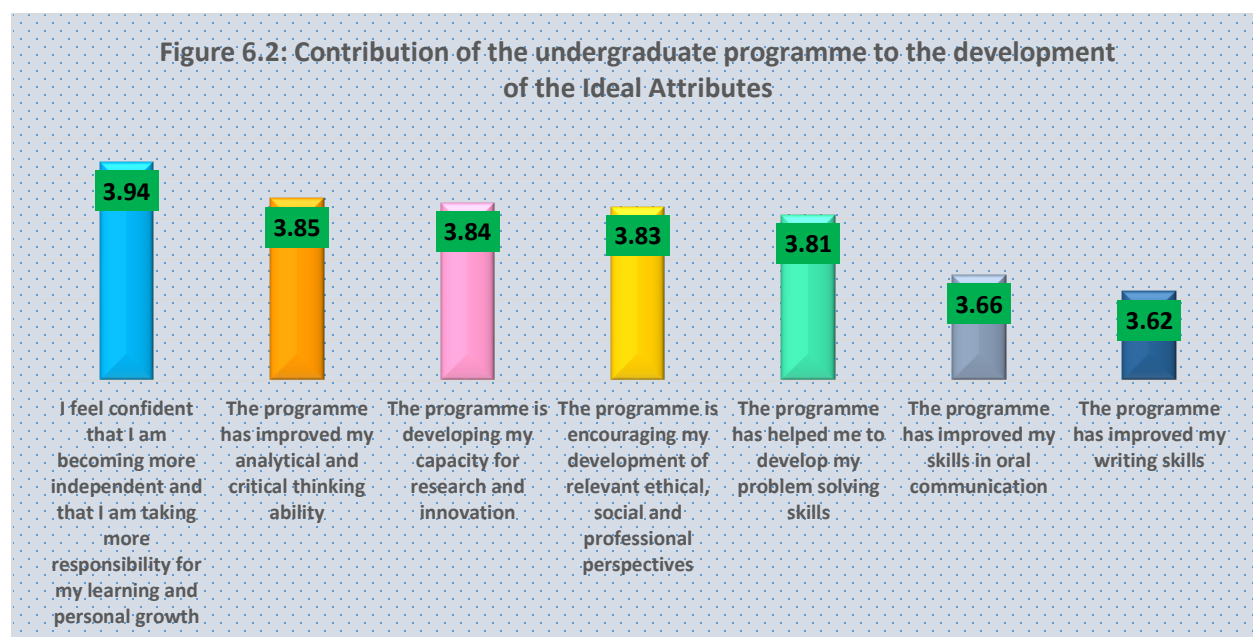 Figure 6.2: Contribution of the undergraduate programme to the development
of the Ideal Attributes
3.94
3.85
3.84
3.83
3.81
3.66
3.62
I feel confident
that I am
becoming more
independent and
that I am taking
more
responsibility for
my learning and
personal growth
The programme
has improved my
analytical and
critical thinking
ability
The programme is
developing my
capacity for
research and
innovation
The programme is
encouraging my
development of
relevant ethical,
social and
professional
perspectives
The programme
has helped me to
develop my
problem solving
skills
The programme
has improved my
skills in oral
communication
The programme
has improved my
writing skills